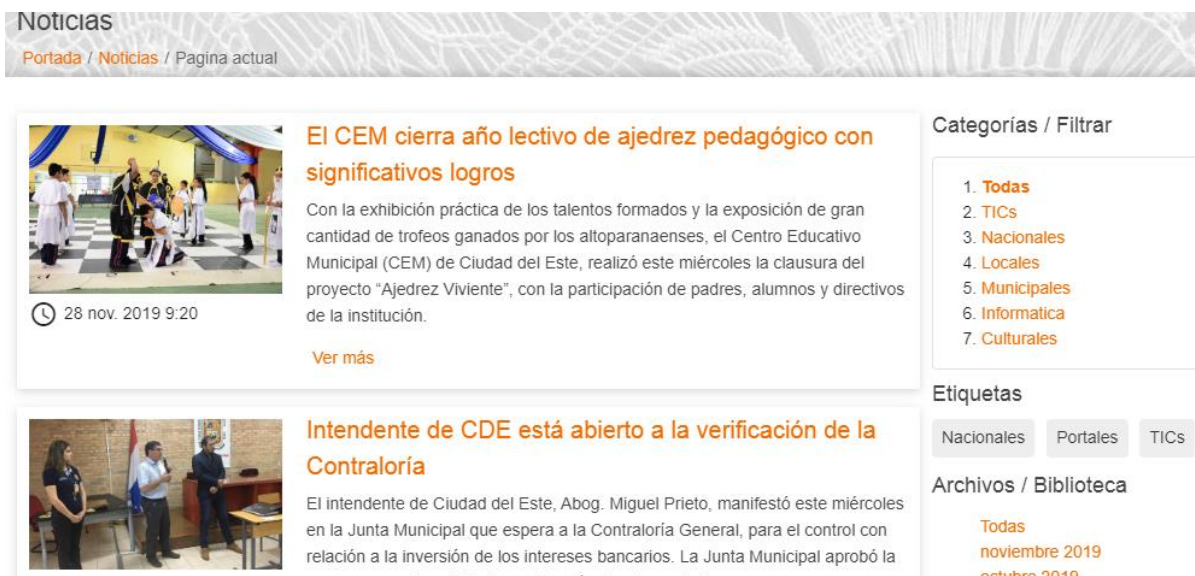 Noticias
Portada / Noticias / Pagina actual
El CEM cierra año lectivo de ajedrez pedagógico con
significativos logros
Con la exhibición práctica de los talentos formados y la exposición de gran
cantidad de trofeos ganados por los altoparanaenses, el Centro Educativo
Municipal (CEM) de Ciudad del Este, realizó este miércoles la clausura del
proyecto “Ajedrez Viviente”, con la participación de padres, alumnos y directivos
de la institución.
28 nov. 2019 9:20
Ver más
Intendente de CDE está abierto a la verificación de la
Contraloría
El intendente de Ciudad del Este, Abog. Miguel Prieto, manifestó este miércoles
en la Junta Municipal que espera a la Contraloría General, para el control con
relación a la inversión de los intereses bancarios. La Junta Municipal aprobó la
Categorías / Filtrar
1. Todas
2. TICs
3. Nacionales
4. Locales
5. Municipales
6. Informatica
7. Culturales
Etiquetas
Nacionales
Portales
TICs
Archivos / Biblioteca
Todas
noviembre 2019
octubre 2019